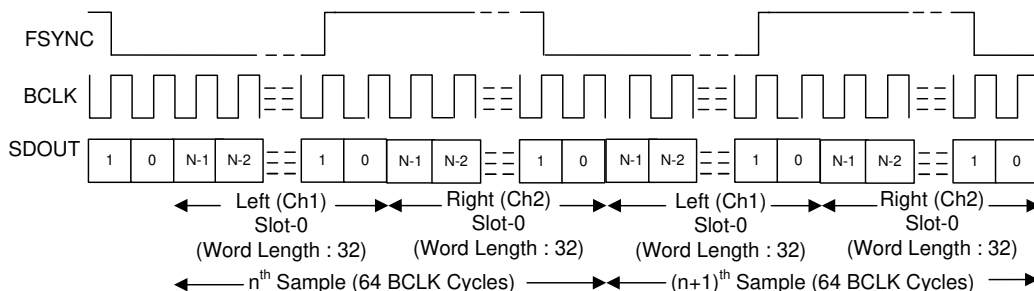 FSYNC
BCLK
SDOUT
1 0 N-1 N-2 1 0 N-1 N-2 1 0 N-1 N-2 1 0 N-1 N-2 1 0
Left (Ch1) Right (Ch2) Left (Ch1) Right (Ch2)
Slot-0 Slot-0 Slot-0 Slot-0
(Word Length : 32) (Word Length : 32) (Word Length : 32) (Word Length : 32)
nth Sample (64 BCLK Cycles) (n+1)th Sample (64 BCLK Cycles)